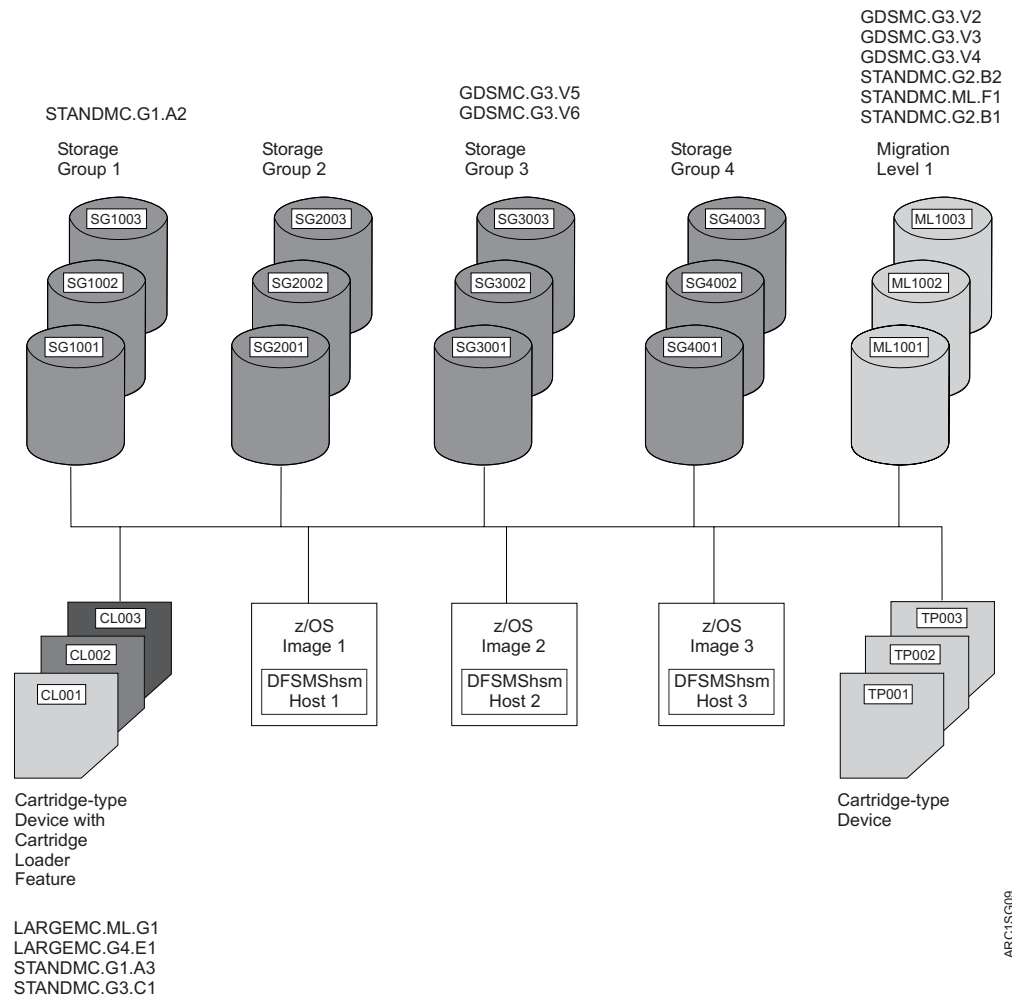 GDSMC.G3.V2
GDSMC.G3.V3
GDSMC.G3.V4
STANDMC.G2.B2
STANDMC.ML.F1
STANDMC.G2.B1
GDSMC.G3.V5
GDSMC.G3.V6
STANDMC.G1.A2
Storage
Group 1
Storage
Group 2
Storage
Group 3
Storage
Group 4
Migration
Level 1
SG1003
SG2003
SG3003
SG4003
ML1003
SG1002
SG2002
SG3002
SG4002
ML1002
SG1001
SG2001
SG3001
SG4001
ML1001
CL003
CL002
CL001
z/OS
Image 1
DFSMShsm
Host 1
z/OS
Image 2
DFSMShsm
Host 2
z/OS
Image 3
DFSMShsm
Host 3
TP003
TP002
TP001
Cartridge-type
Device with
Cartridge
Loader
Feature
Cartridge-type
Device
LARGEMC.ML.G1
LARGEMC.G4.E1
STANDMC.G1.A3
STANDMC.G3.C1
ARC1SG09